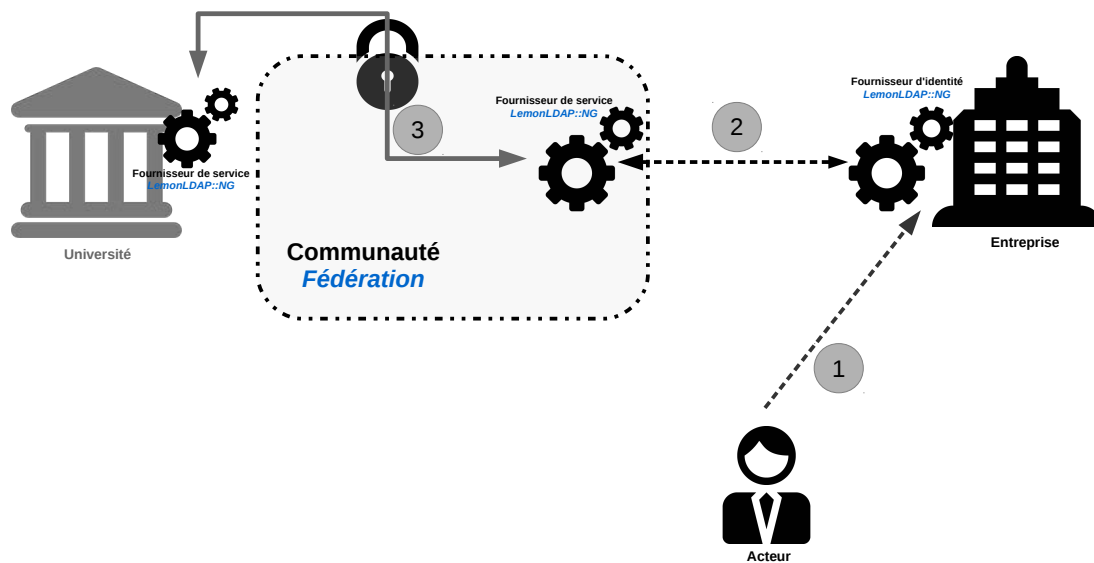 Fournisseur d'identité
LemonLDAP::NG
Fournisseur de service
LemonLDAP::NG
3
2
Fournisseur de service
LemonLDAP::NG
Université
Communauté
Fédération
Entreprise
1
Acteur